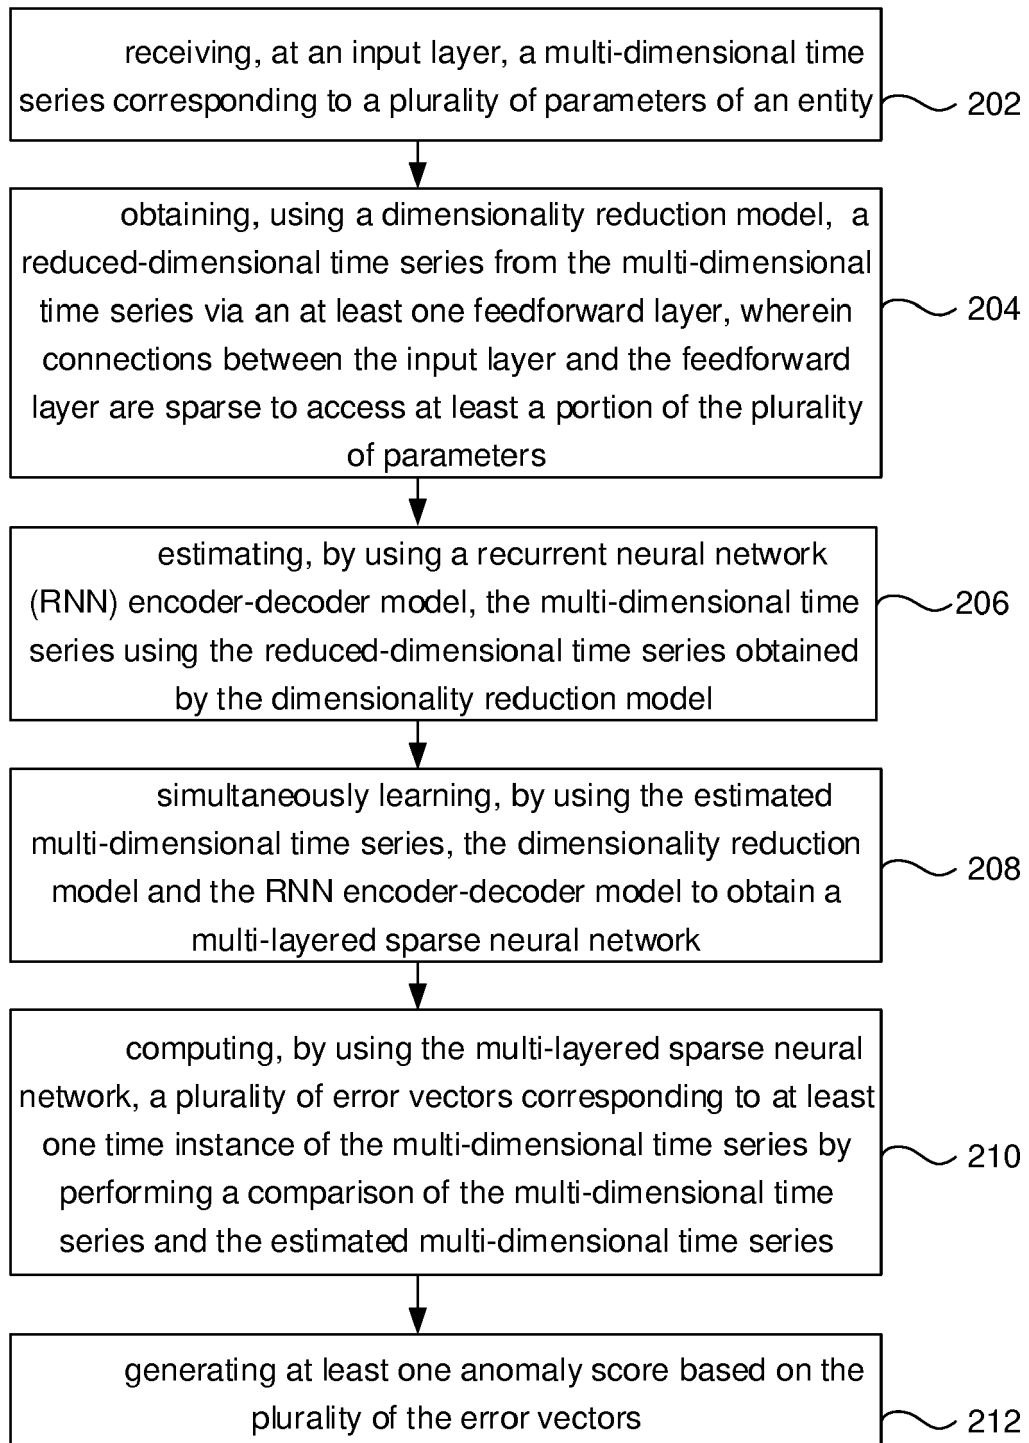 receiving, at an input layer, a multi-dimensional time
series corresponding to a plurality of parameters of an entity
202
obtaining, using a dimensionality reduction model, a
reduced-dimensional time series from the multi-dimensional
time series via an at least one feedforward layer, wherein
connections between the input layer and the feedforward
layer are sparse to access at least a portion of the plurality
of parameters
204
estimating, by using a recurrent neural network
(RNN) encoder-decoder model, the multi-dimensional time
series using the reduced-dimensional time series obtained
by the dimensionality reduction model
206
simultaneously learning, by using the estimated
multi-dimensional time series, the dimensionality reduction
model and the RNN encoder-decoder model to obtain a
multi-layered sparse neural network
208
computing, by using the multi-layered sparse neural
network, a plurality of error vectors corresponding to at least
one time instance of the multi-dimensional time series by
performing a comparison of the multi-dimensional time
series and the estimated multi-dimensional time series
210
generating at least one anomaly score based on the
plurality of the error vectors
212